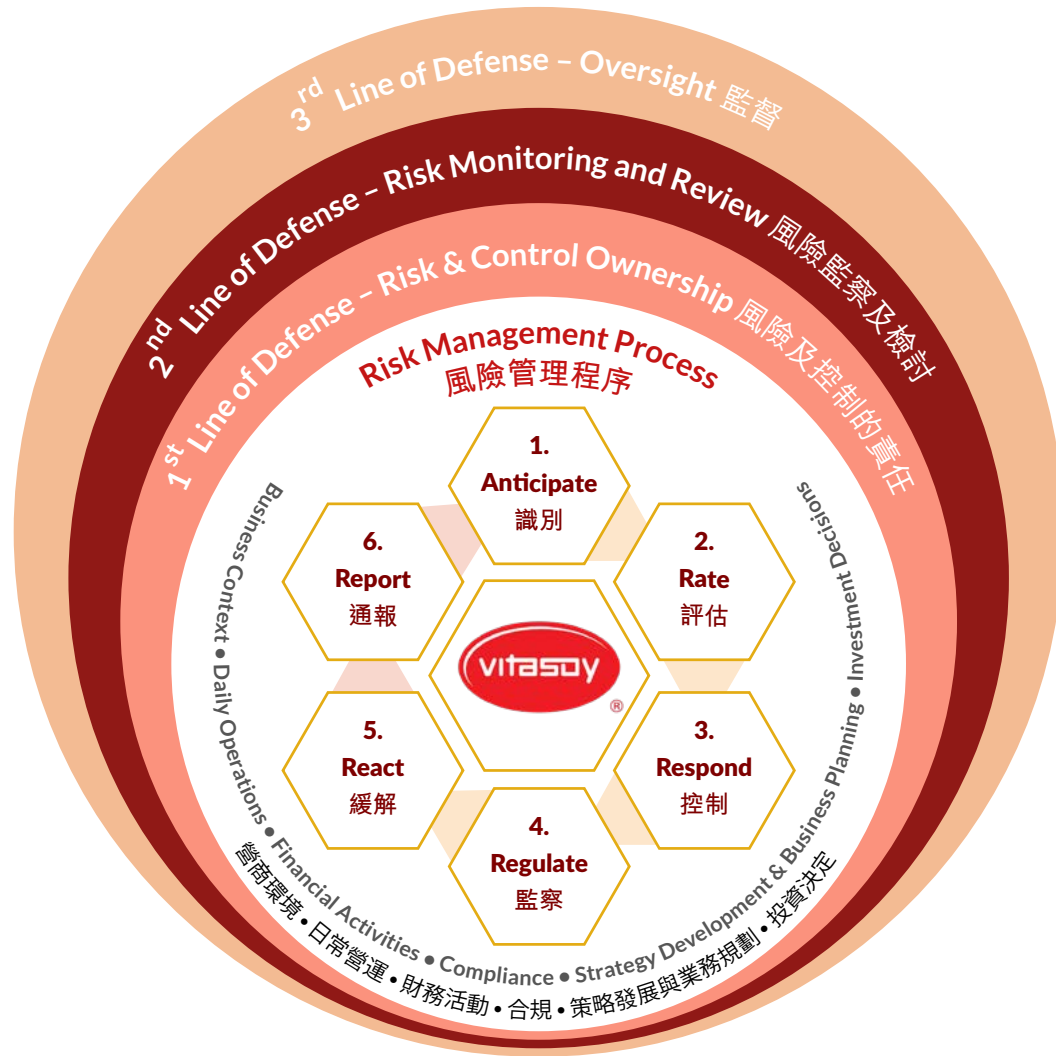 3rd Line of Defense – Oversight 監督
2nd Line of Defense – Risk Monitoring and Review 風險監察及檢討
1st Line of Defense – Risk & Control Ownership 風險及控制的責任
Risk Management Process
風險管理程序
1.
Anticipate
識別
2.
Rate
評估
3.
Respond
控制
4.
Regulate
監察
5.
React
緩解
6.
Report
通報
vitasoy
®
Business Context • Daily Operations • Financial Activities • Compliance • Strategy Development & Business Planning • Investment Decisions
營商環境 • 日常營運 • 財務活動 • 合規 • 策略發展與業務規劃 • 投資決定